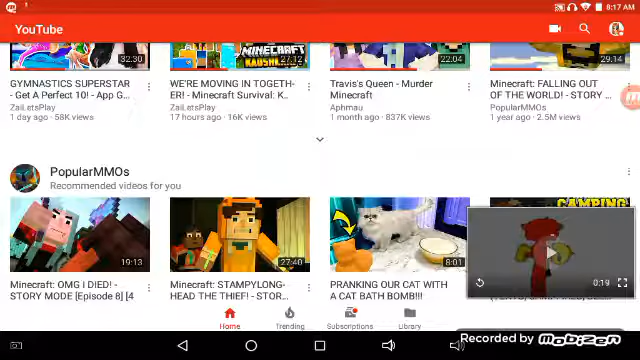 8:17 AM
YouTube
32:30
27:12
22:04
29:14
GYMNASTICS SUPERSTAR
- Get A Perfect 10! - App G...
ZaiLetsPlay
1 day ago · 58K views
WE'RE MOVING IN TOGETH-
ER! - Minecraft Survival: K..
ZaiLetsPlay
17 hours ago · 16K views
Travis's Queen - Murder
Minecraft
Aphmau
1 month ago · 837K views
Minecraft: FALLING OUT
OF THE WORLD! - STORY ...
PopularMMOs
1 year ago · 2.5M views
PopularMMOs
Recommended videos for you
CAMPING
19:13
27:40
8:01
0:19
Minecraft: OMG I DIED! -
STORY MODE [Episode 8] [4
Minecraft: STAMPYLONG-
HEAD THE THIEF! - STOR...
PRANKING OUR CAT WITH
A CAT BATH BOMB!!!
Home
Trending
Subscriptions
Library
Recorded by Mobizen